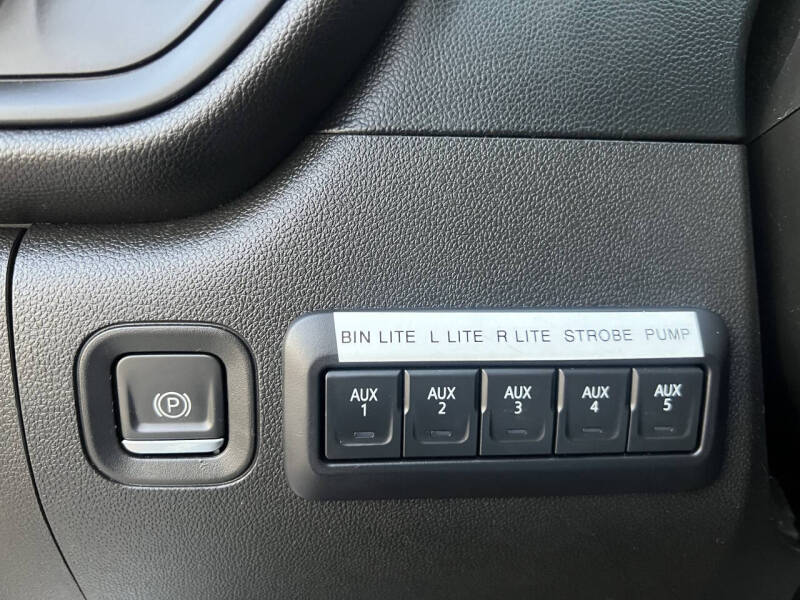 BIN LITE L LITE R LITE STROBE PUMP
AUX 1
AUX 2
AUX 3
AUX 4
AUX 5
P